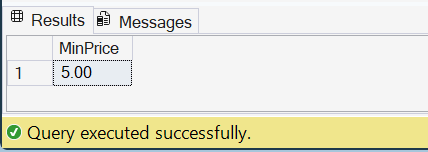 Results Messages
MinPrice
1 5.00
Query executed successfully.